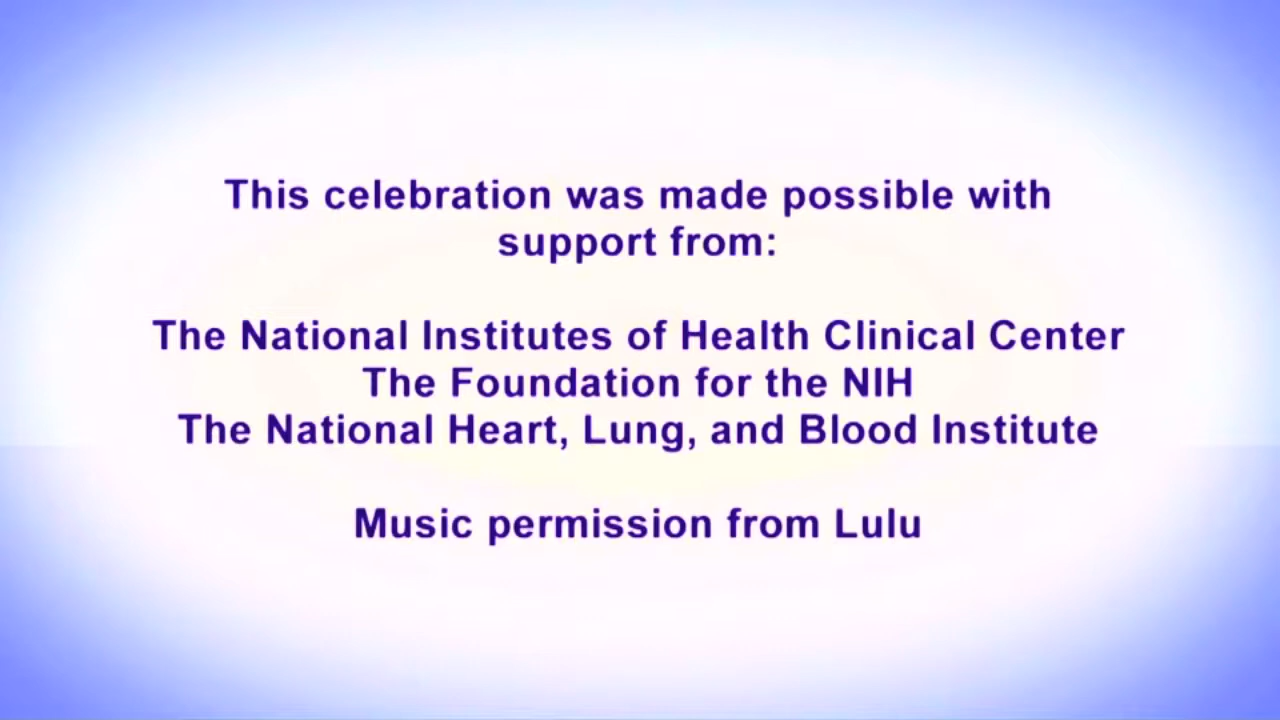 This celebration was made possible with
support from:
The National Institutes of Health Clinical Center
The Foundation for the NIH
The National Heart, Lung, and Blood Institute
Music permission from Lulu